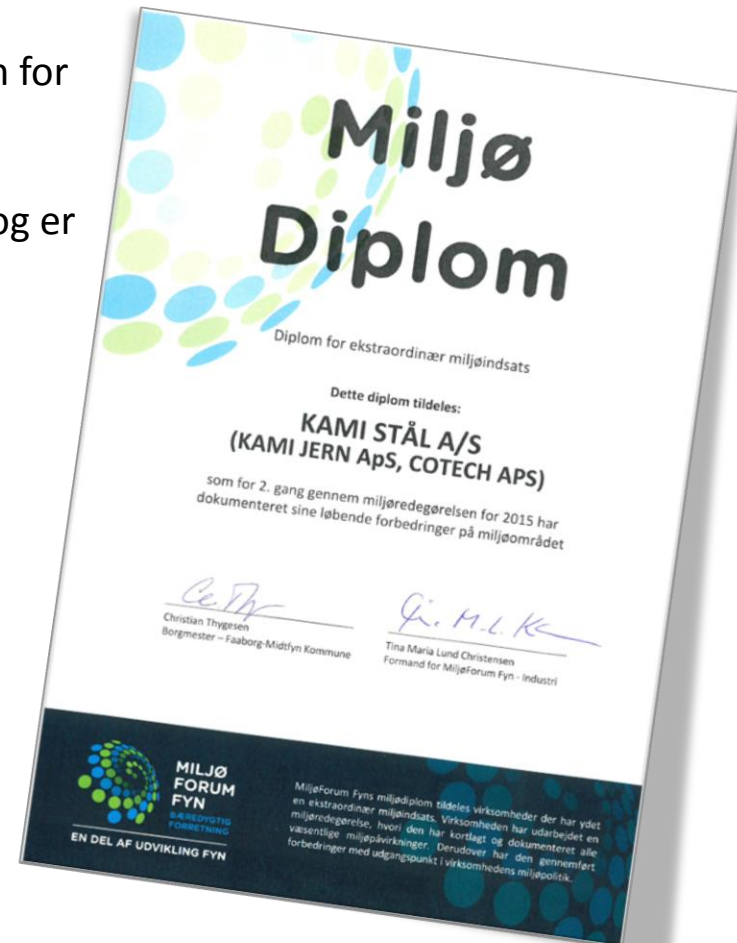 n for
og er
Miljø
Diplom
Diplom for ekstraordinær miljøindsats
Dette diplom tildeles:
KAMI STÅL A/S
(KAMI JERN ApS, COTECH APS)
som for 2. gang gennem miljøredegørelsen for 2015 har
dokumenteret sine løbende forbedringer på miljøområdet
Christian Thygesen
Borgmester – Faaborg-Midtfyn Kommune
Tina Maria Lund Christensen
Formand for MiljøForum Fyn - Industri
MILJØ
FORUM
FYN
BÆREDYGTIG
FORRETNING
EN DEL AF UDVIKLING FYN
MiljøForum Fyns miljødiplom tildeles virksomheder der har ydet
en ekstraordinær miljøindsats. Virksomheden har udarbejdet en
miljøredegørelse, hvori den har kortlagt og dokumenteret alle
væsentlige miljøpåvirkninger. Derudover har den gennemført
forbedringer med udgangspunkt i virksomhedens miljøpolitik.